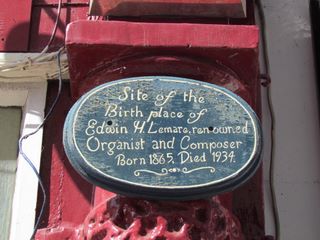 Site of the
Birth place of
Edwin H Lemare, renowned
Organist and Composer
Born 1865. Died 1934.